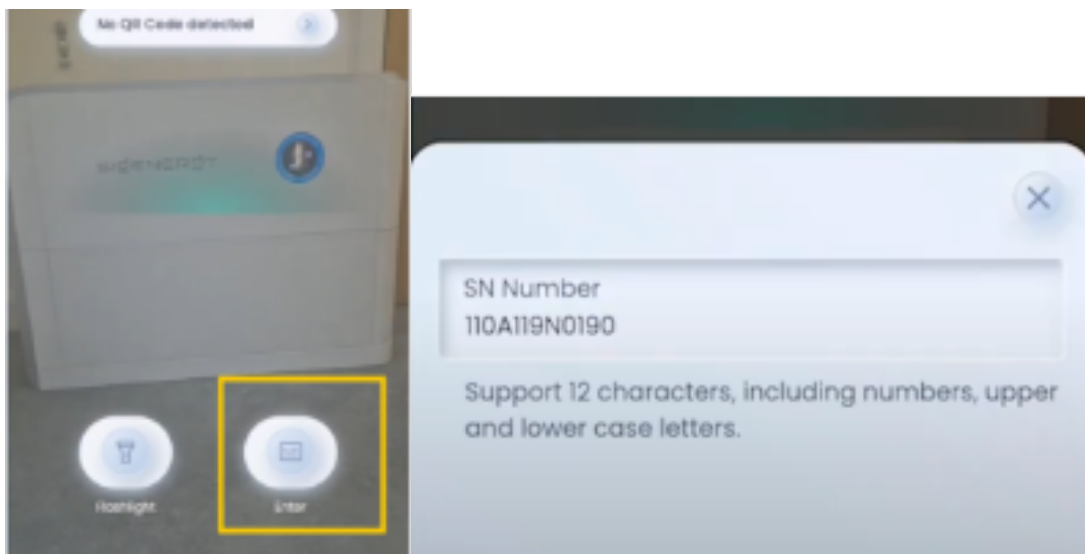 No QR Code detected
SIGENERGY
Flashlight
Enter
SN Number
110A119N0190
Support 12 characters, including numbers, upper
and lower case letters.